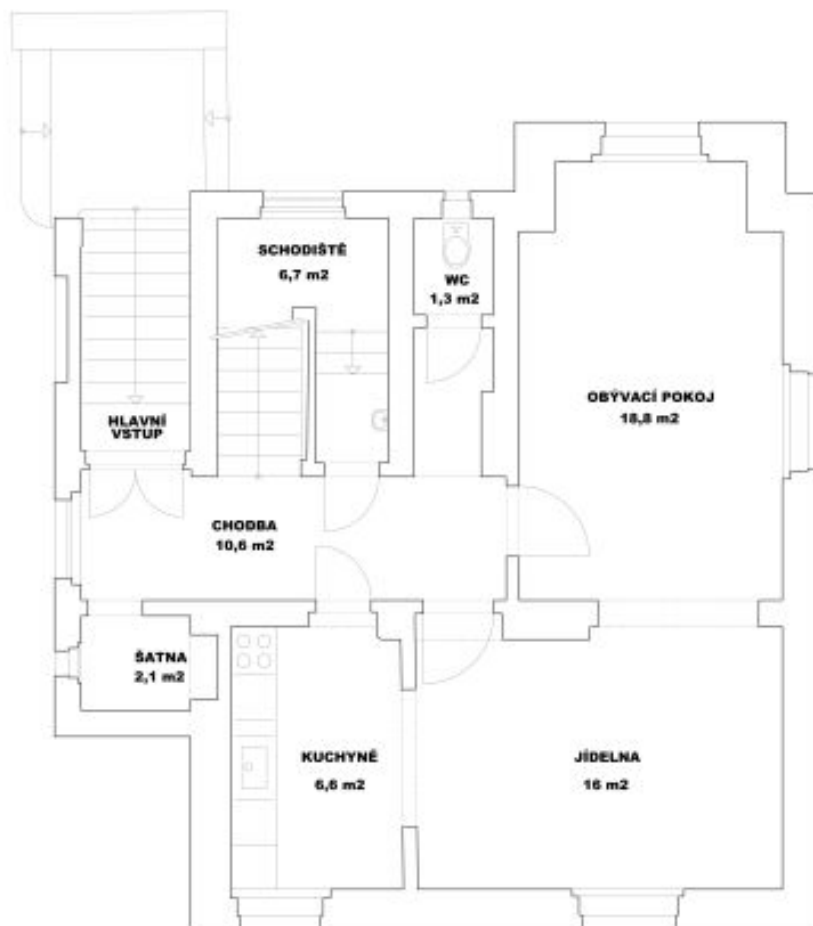 SCHODIŠTĚ
6,7 m2
WC
1,3 m2
OBÝVACÍ POKOJ
18,8 m2
HLAVNÍ
VSTUP
CHODBA
10,6 m2
ŠATNA
2,1 m2
KUCHYNĚ
6,6 m2
JÍDELNA
16 m2